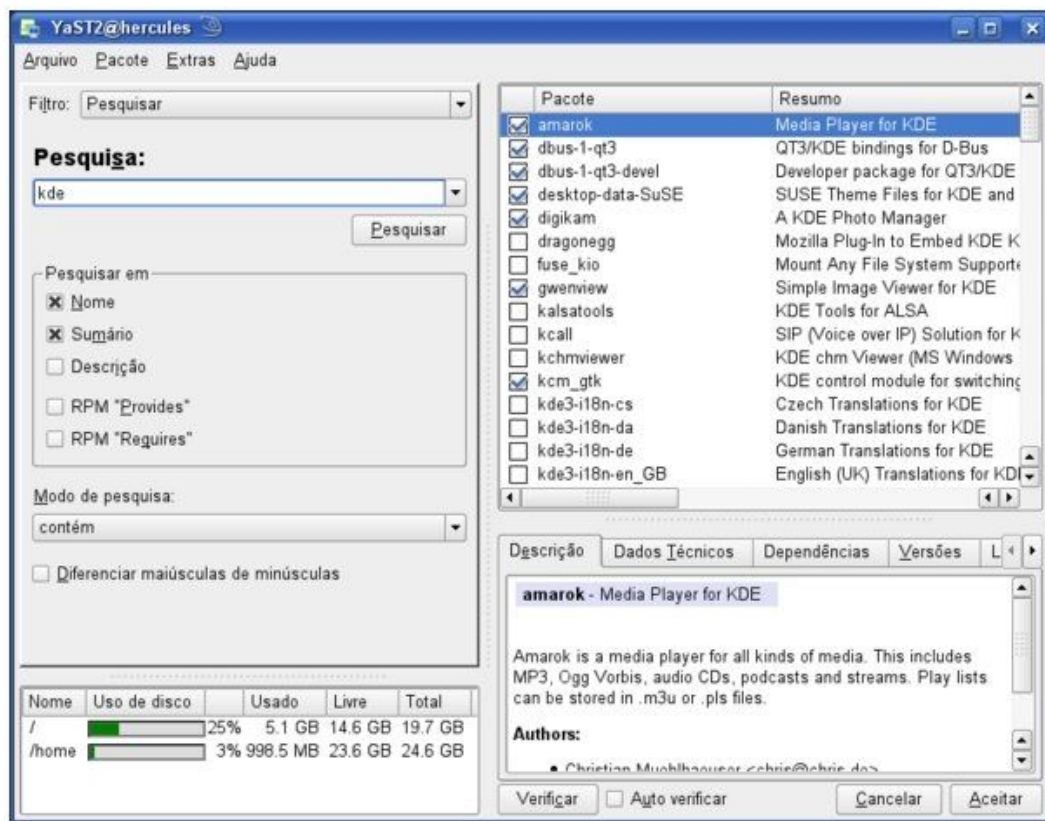 YaST2@hercules
Arquivo Pacote Extras Ajuda
Filtro: Pesquisar
Pesquisa:
kde
Pesquisar
Pesquisar em
Nome
Sumário
Descrição
RPM "Provides"
RPM "Requires"
Modo de pesquisa:
contém
Diferenciar maiúsculas de minúsculas
Nome Uso de disco Usado Livre Total
/ 25% 5.1 GB 14.6 GB 19.7 GB
/home 3% 998.5 MB 23.6 GB 24.6 GB
Pacote Resumo
amarok Media Player for KDE
dbus-1-qt3 QT3/KDE bindings for D-Bus
dbus-1-qt3-devel Developer package for QT3/KDE
desktop-data-SuSE SUSE Theme Files for KDE and
digikam A KDE Photo Manager
dragonegg Mozilla Plug-In to Embed KDE K
fuse_kio Mount Any File System Supporte
gwenview Simple Image Viewer for KDE
kalsatools KDE Tools for ALSA
kcall SIP (Voice over IP) Solution for K
kchmviewer KDE chm Viewer (MS Windows
kcm_gtk KDE control module for switching
kde3-i18n-cs Czech Translations for KDE
kde3-i18n-da Danish Translations for KDE
kde3-i18n-de German Translations for KDE
kde3-i18n-en_GB English (UK) Translations for KD
Descrição Dados Técnicos Dependências Versões L
amarok - Media Player for KDE
Amarok is a media player for all kinds of media. This includes
MP3, Ogg Vorbis, audio CDs, podcasts and streams. Play lists
can be stored in .m3u or .pls files.
Authors:
• Christian Muehlhaeuser <chris@chris.de>
Verificar Auto verificar Cancelar Aceitar